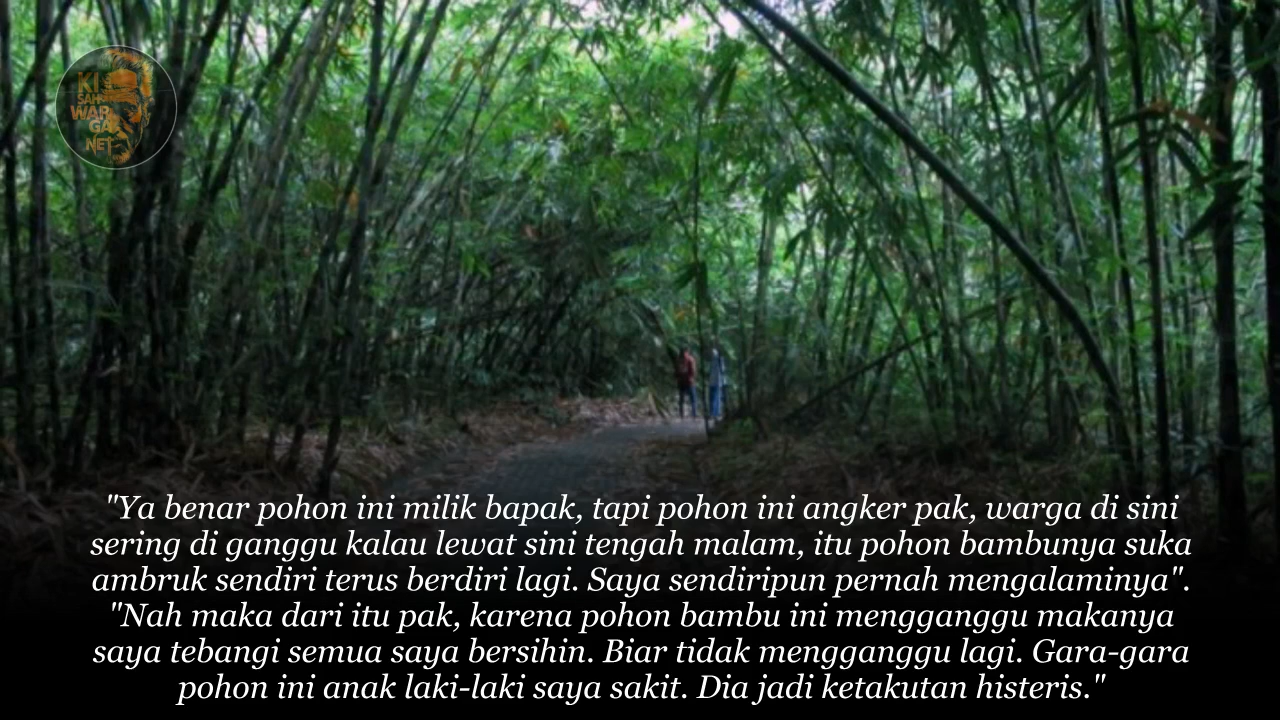 KI
SAH
WAR
GA
NET
"Ya benar pohon ini milik bapak, tapi pohon ini angker pak, warga di sini
sering di ganggu kalau lewat sini tengah malam, itu pohon bambunya suka
ambruk sendiri terus berdiri lagi. Saya sendiripun pernah mengalaminya".
"Nah maka dari itu pak, karena pohon bambu ini mengganggu makanya
saya tebangi semua saya bersihin. Biar tidak mengganggu lagi. Gara-gara
pohon ini anak laki-laki saya sakit. Dia jadi ketakutan histeris."